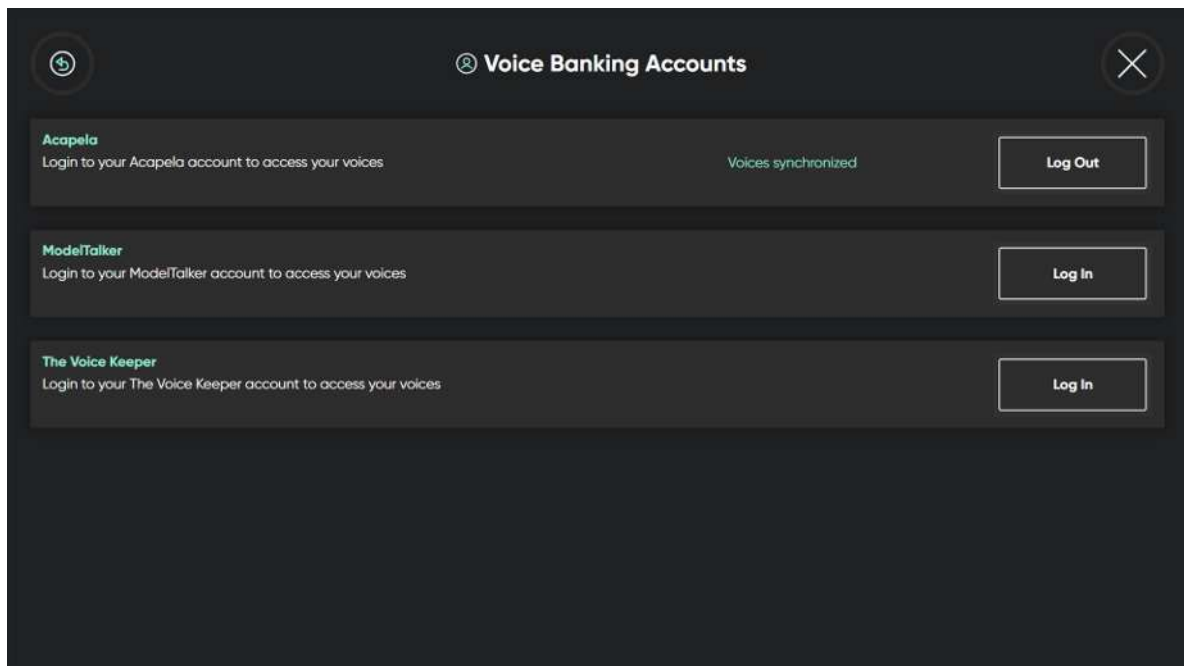 Voice Banking Accounts
Acapela
Login to your Acapela account to access your voices
Voices synchronized
Log Out
ModelTalker
Login to your ModelTalker account to access your voices
Log In
The Voice Keeper
Login to your The Voice Keeper account to access your voices
Log In